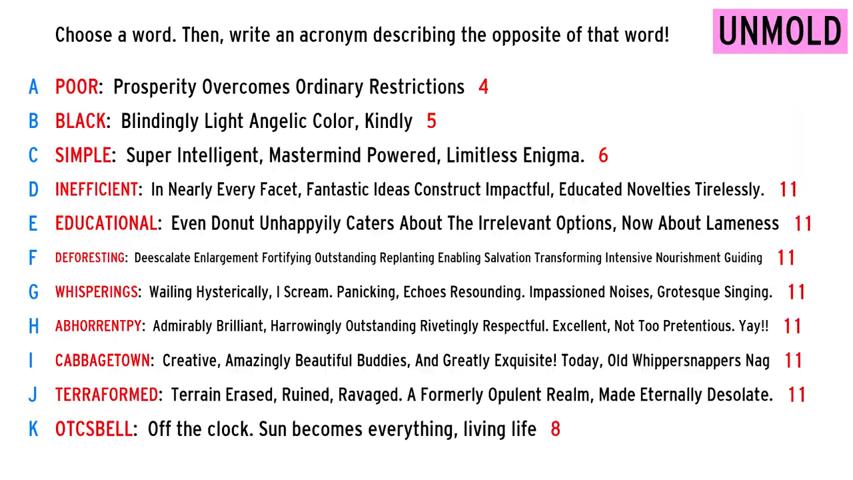 Choose a word. Then, write an acronym describing the opposite of that word!
UNMOLD
A POOR: Prosperity Overcomes Ordinary Restrictions 4
B BLACK: Blindingly Light Angelic Color, Kindly 5
C SIMPLE: Super Intelligent, Mastermind Powered, Limitless Enigma. 6
D INEFFICIENT: In Nearly Every Facet, Fantastic Ideas Construct Impactful, Educated Novelties Tirelessly. 11
E EDUCATIONAL: Even Donut Unhappyily Caters About The Irrelevant Options, Now About Lameness 11
F DEFORESTING: Deescalate Enlargement Fortifying Outstanding Replanting Enabling Salvation Transforming Intensive Nourishment Guiding 11
G WHISPERINGS: Wailing Hysterically, I Scream. Panicking, Echoes Resounding. Impassioned Noises, Grotesque Singing. 11
H ABHORRENTPY: Admirably Brilliant, Harrowingly Outstanding Rivetingly Respectful. Excellent, Not Too Pretentious. Yay!! 11
I CABBAGETOWN: Creative, Amazingly Beautiful Buddies, And Greatly Exquisite! Today, Old Whippersnappers Nag 11
J TERRAFORMED: Terrain Erased, Ruined, Ravaged. A Formerly Opulent Realm, Made Eternally Desolate. 11
K OTCSBELL: Off the clock. Sun becomes everything, living life 8